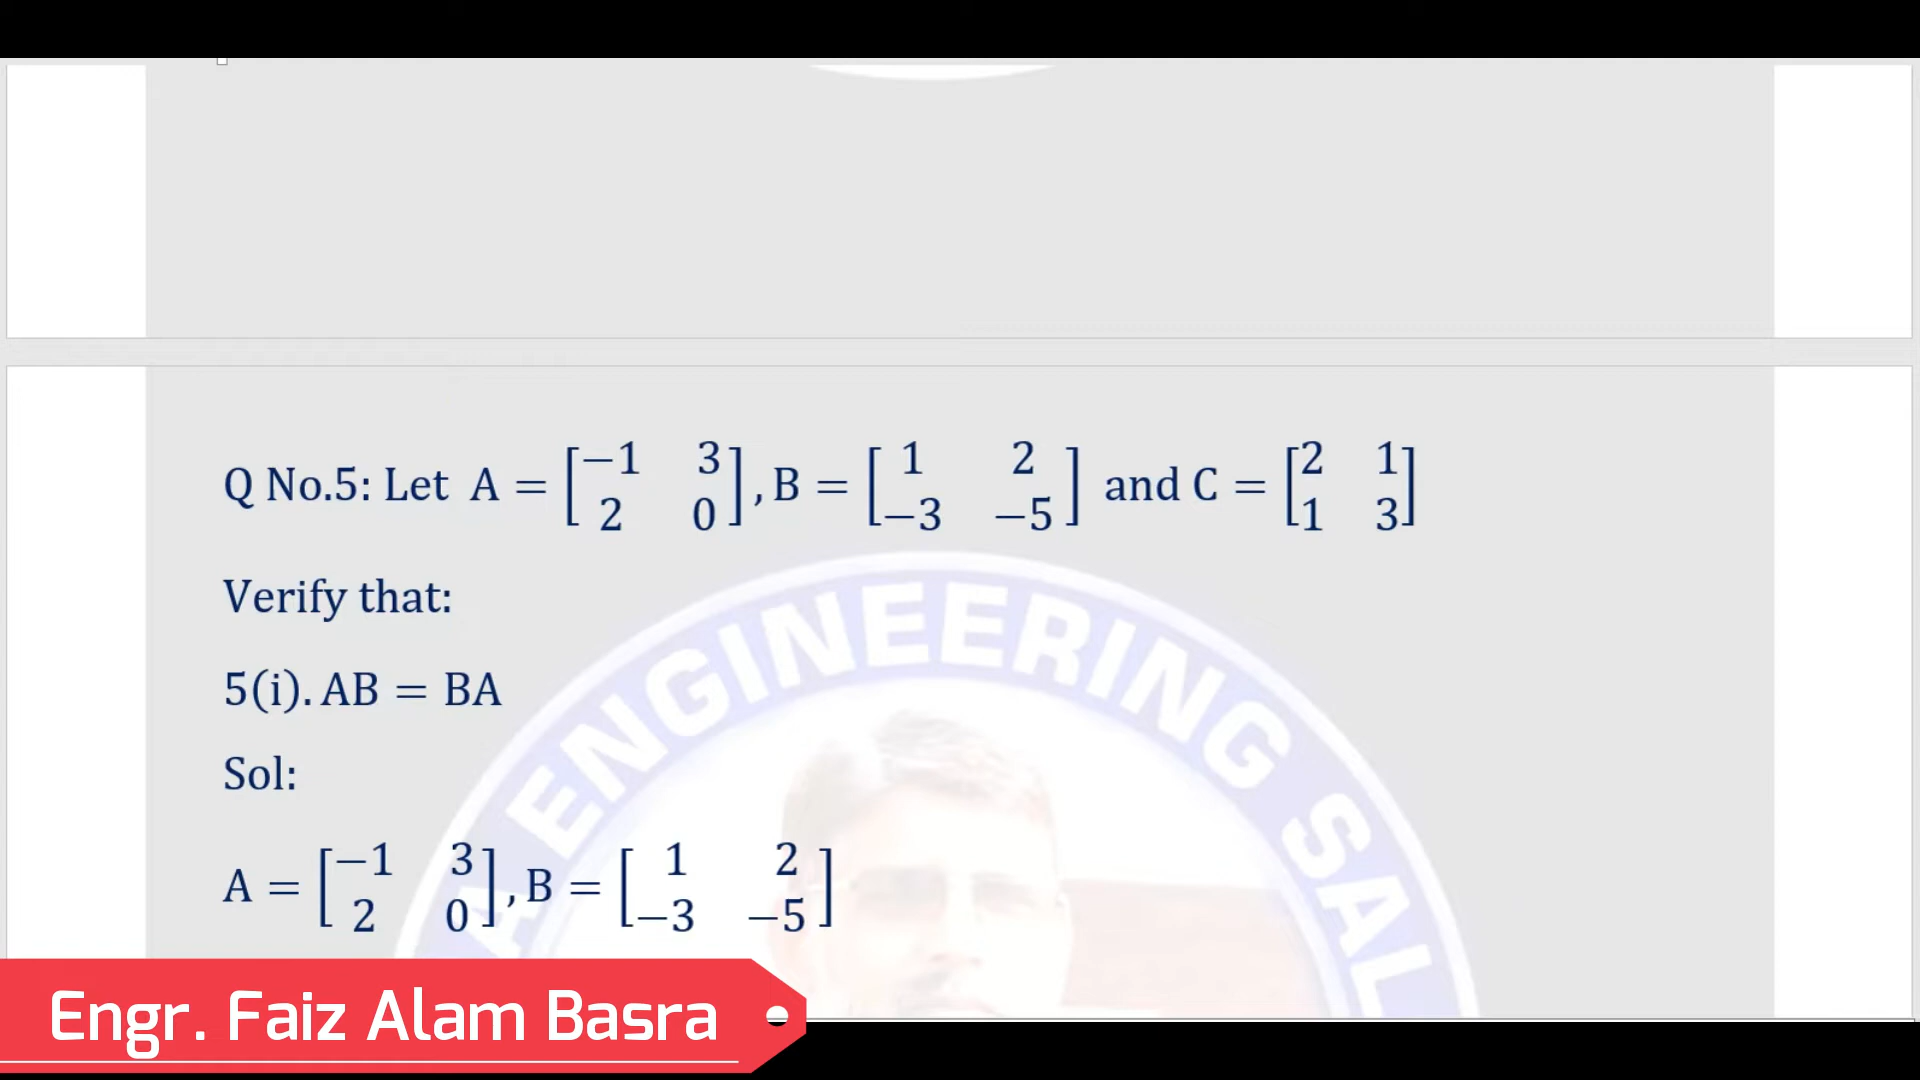 Q No.5: Let A = [−1 3; 2 0], B = [1 2; −3 −5] and C = [2 1; 1 3]
Verify that:
5(i). AB = BA
Sol:
A = [−1 3; 2 0], B = [1 2; −3 −5]
A ENGINEERING SAL
Engr. Faiz Alam Basra